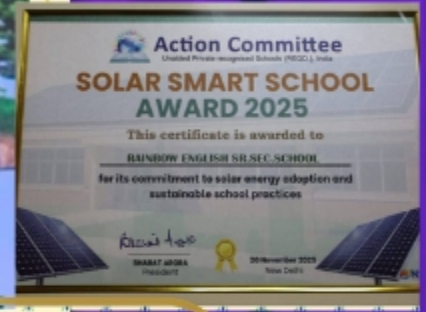 Action Committee
Unaided Private recognised Schools (REGD.), India
SOLAR SMART SCHOOL
AWARD 2025
This certificate is awarded to
RAINBOW ENGLISH SR.SEC.SCHOOL
for its commitment to solar energy adoption and
sustainable school practices
BHARAT ARORA
President
20 November 2025
New Delhi